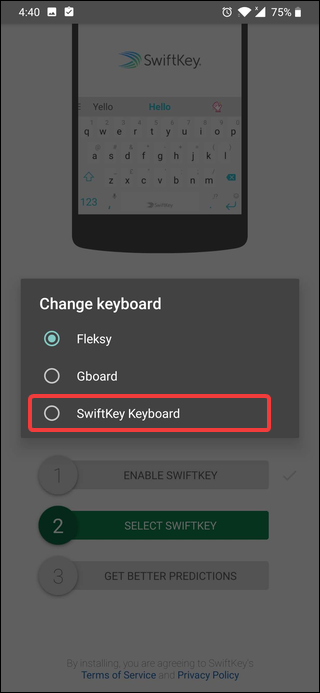 4:40
75%
SwiftKey.
Yello Hello
q w e r t y u i o p
a s d f g h j k l
z x c v b n m
123 SwiftKey
Change keyboard
Fleksy
Gboard
SwiftKey Keyboard
1 ENABLE SWIFTKEY
2 SELECT SWIFTKEY
3 GET BETTER PREDICTIONS
By installing, you are agreeing to SwiftKey's
Terms of Service and Privacy Policy